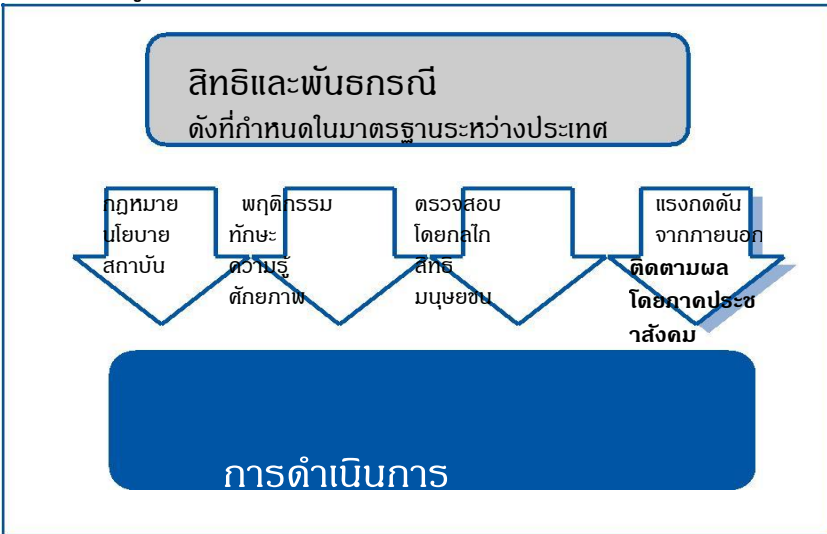 สิทธิและพันธกรณี
ดังที่กำหนดในมาตรฐานระหว่างประเทศ
กฎหมาย
นโยบาย
สถาบัน
พฤติกรรม
ทักษะ
ความรู้
ศักยภาพ
ตรวจสอบ
โดยกลไก
สิทธิ
มนุษยชน
แรงกดดัน
จากภายนอก
ติดตามผล
โดยภาคประช
าสังคม
การดำเนินการ